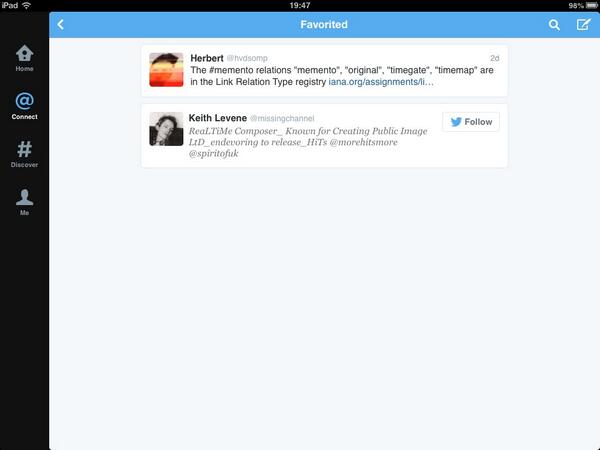 iPad 19:47 98%
Favorited
Home
Connect
Discover
Me
Herbert @hvdsomp 2d
The #memento relations "memento", "original", "timegate", "timemap" are
in the Link Relation Type registry iana.org/assignments/li…
Keith Levene @missingchannel
ReaLTiMe Composer_ Known for Creating Public Image
LtD_endevoring to release_HiTs @morehitsmore
@spiritofuk
Follow